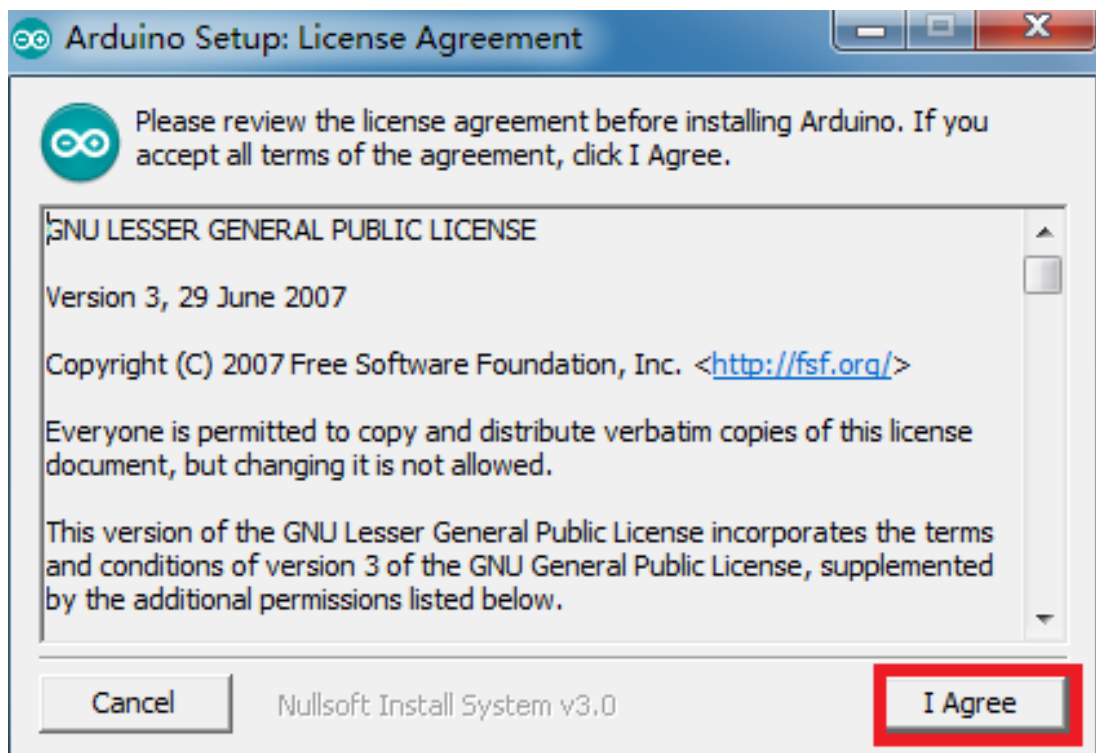 Arduino Setup: License Agreement
Please review the license agreement before installing Arduino. If you
accept all terms of the agreement, click I Agree.
GNU LESSER GENERAL PUBLIC LICENSE
Version 3, 29 June 2007
Copyright (C) 2007 Free Software Foundation, Inc. <http://fsf.org/>
Everyone is permitted to copy and distribute verbatim copies of this license
document, but changing it is not allowed.
This version of the GNU Lesser General Public License incorporates the terms
and conditions of version 3 of the GNU General Public License, supplemented
by the additional permissions listed below.
Cancel
Nullsoft Install System v3.0
I Agree